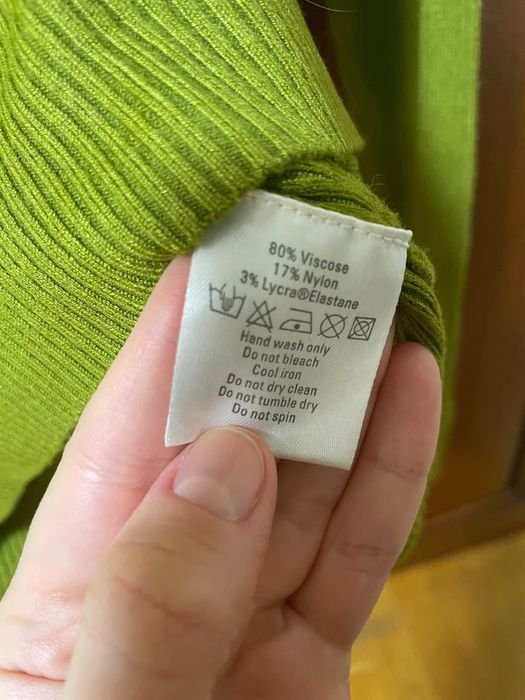 80% Viscose
17% Nylon
3% Lycra®Elastane
Hand wash only
Do not bleach
Cool iron
Do not dry clean
Do not tumble dry
Do not spin